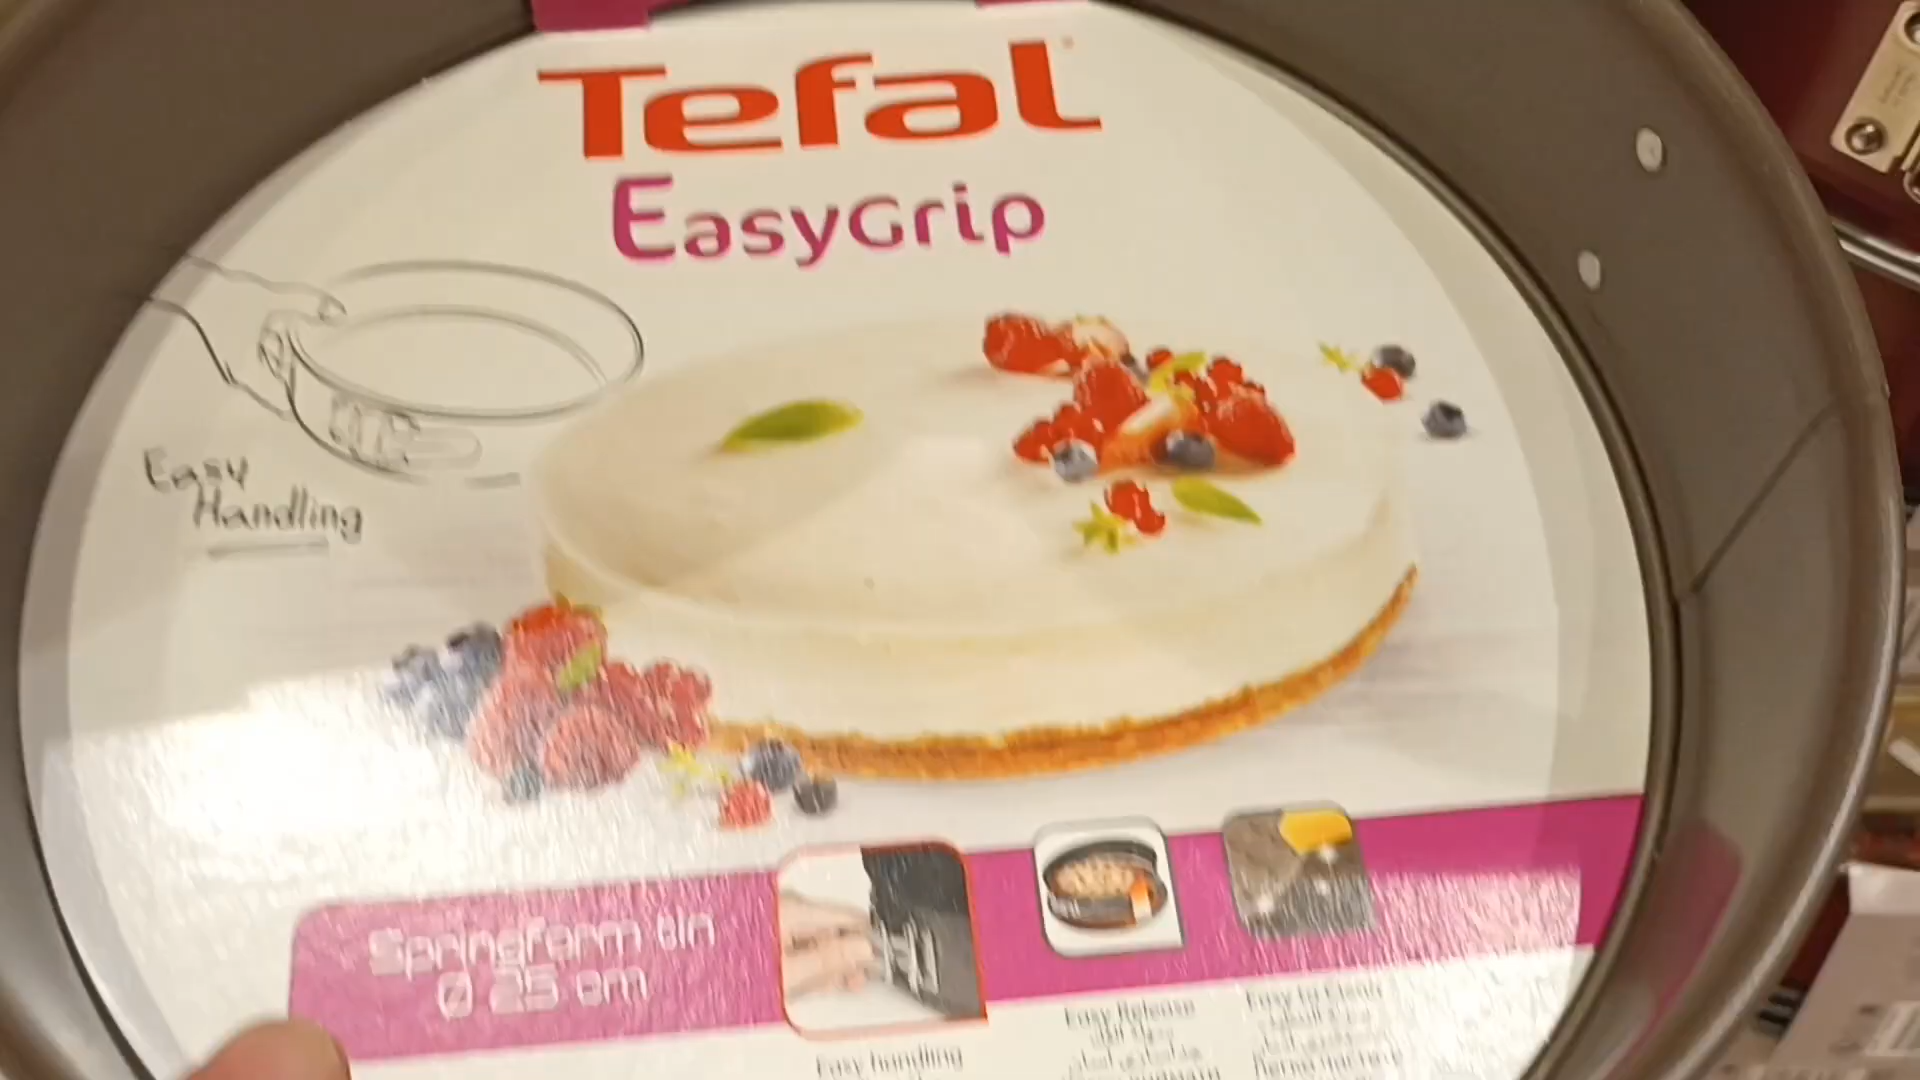 Tefal
EasyGrip
Easy
Handling
Springform tin
Ø 25 cm
Easy handling
Easy Release
Easy to Clean